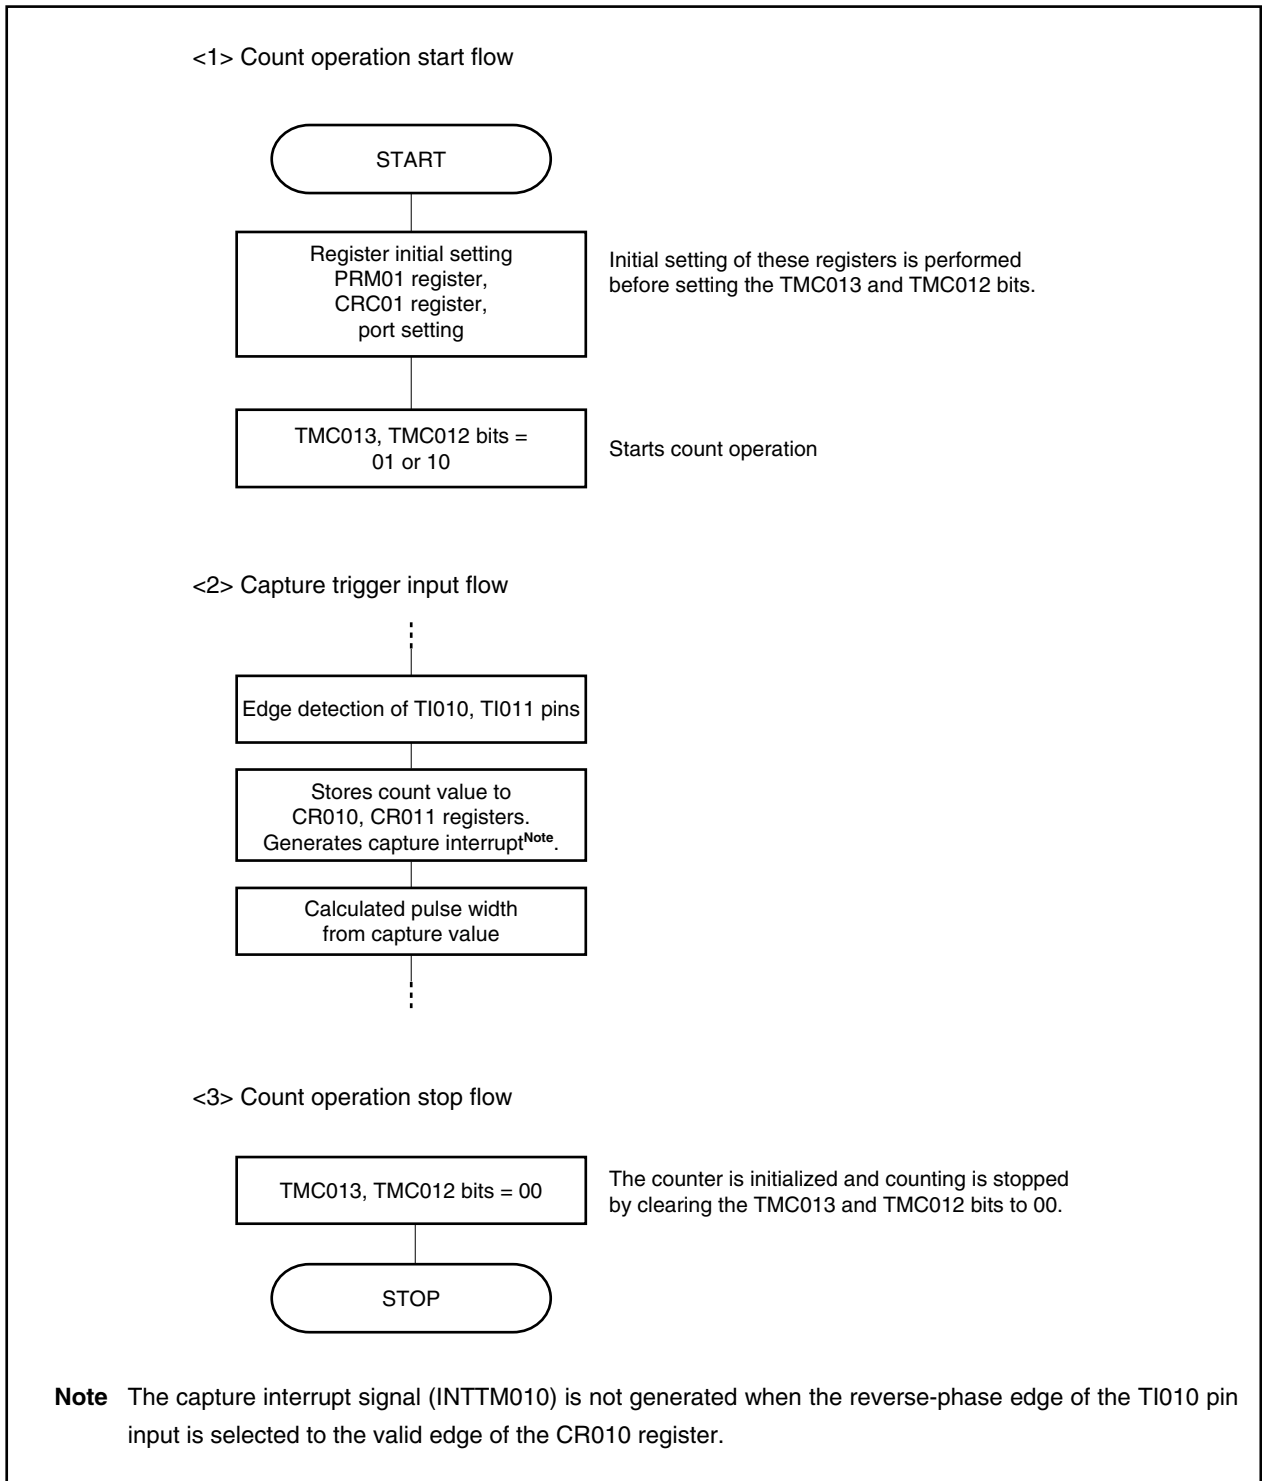 <1> Count operation start flow
START
Register initial setting
PRM01 register,
CRC01 register,
port setting
Initial setting of these registers is performed
before setting the TMC013 and TMC012 bits.
TMC013, TMC012 bits =
01 or 10
Starts count operation
<2> Capture trigger input flow
Edge detection of TI010, TI011 pins
Stores count value to
CR010, CR011 registers.
Generates capture interruptNote.
Calculated pulse width
from capture value
<3> Count operation stop flow
TMC013, TMC012 bits = 00
The counter is initialized and counting is stopped
by clearing the TMC013 and TMC012 bits to 00.
STOP
Note The capture interrupt signal (INTTM010) is not generated when the reverse-phase edge of the TI010 pin
input is selected to the valid edge of the CR010 register.